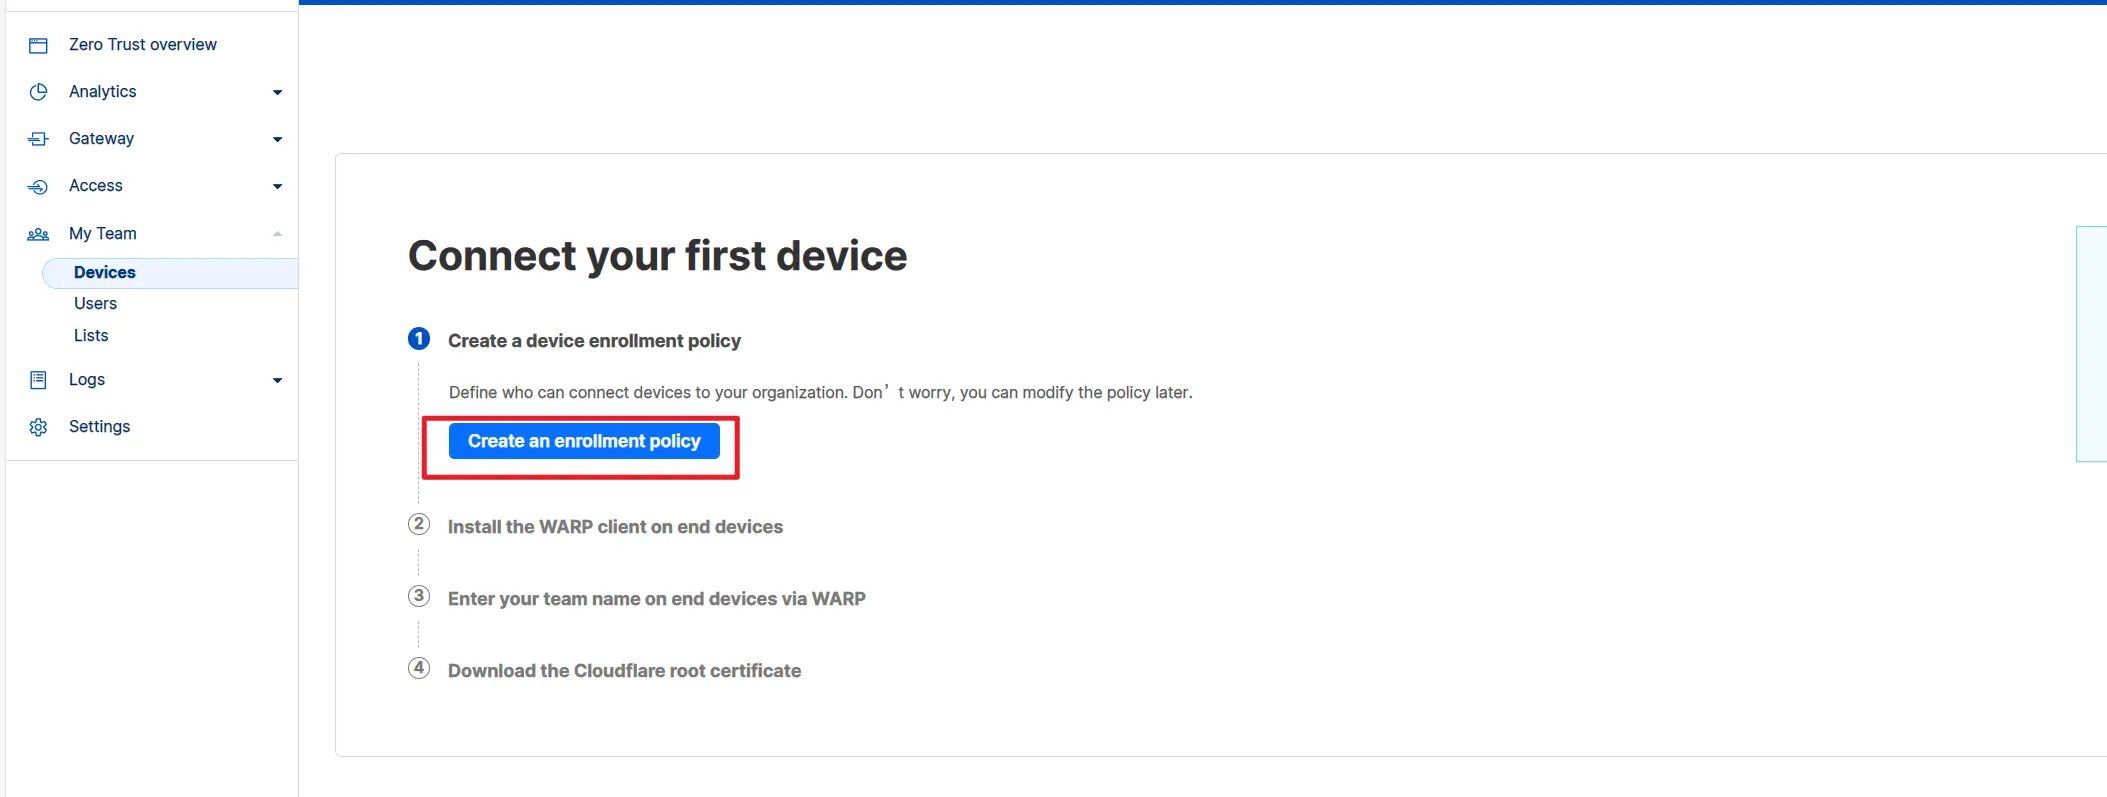 Zero Trust overview
Analytics
Gateway
Access
My Team
Devices
Users
Lists
Logs
Settings
Connect your first device
1 Create a device enrollment policy
Define who can connect devices to your organization. Don’t worry, you can modify the policy later.
Create an enrollment policy
2 Install the WARP client on end devices
3 Enter your team name on end devices via WARP
4 Download the Cloudflare root certificate